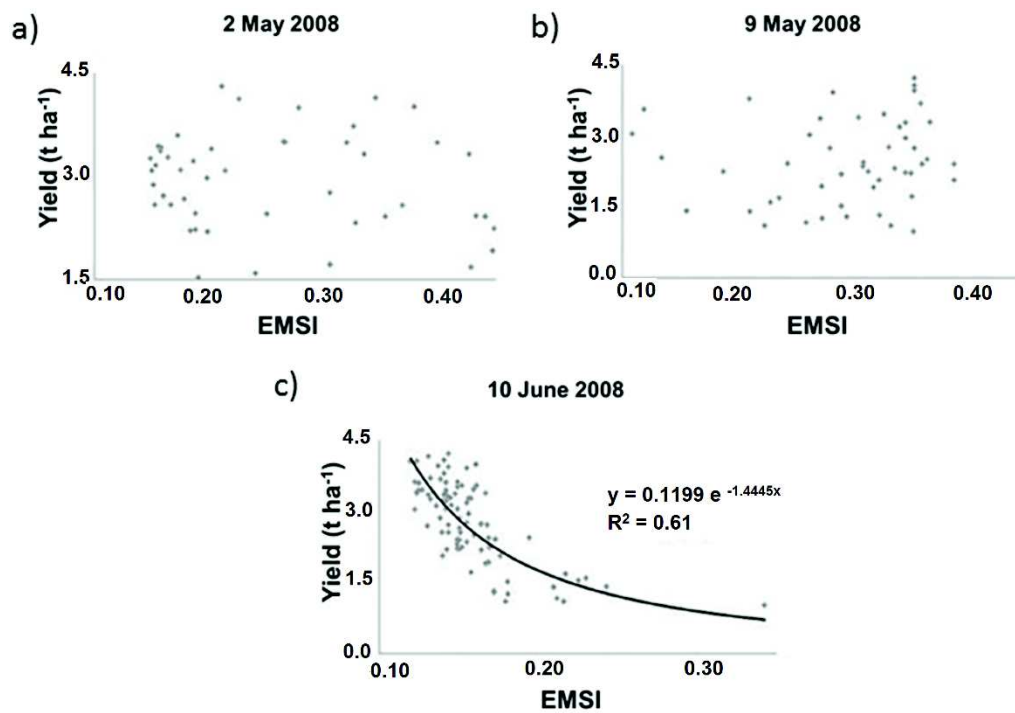 a)
2 May 2008
Yield (t ha⁻¹)
4.5
3.0
1.5
0.10 0.20 0.30 0.40
EMSI
b)
9 May 2008
Yield (t ha⁻¹)
4.5
3.0
1.5
0.0
0.10 0.20 0.30 0.40
EMSI
c)
10 June 2008
Yield (t ha⁻¹)
4.5
3.0
1.5
0.0
0.10 0.20 0.30
EMSI
y = 0.1199 e ⁻¹·⁴⁴⁴⁵ˣ
R² = 0.61